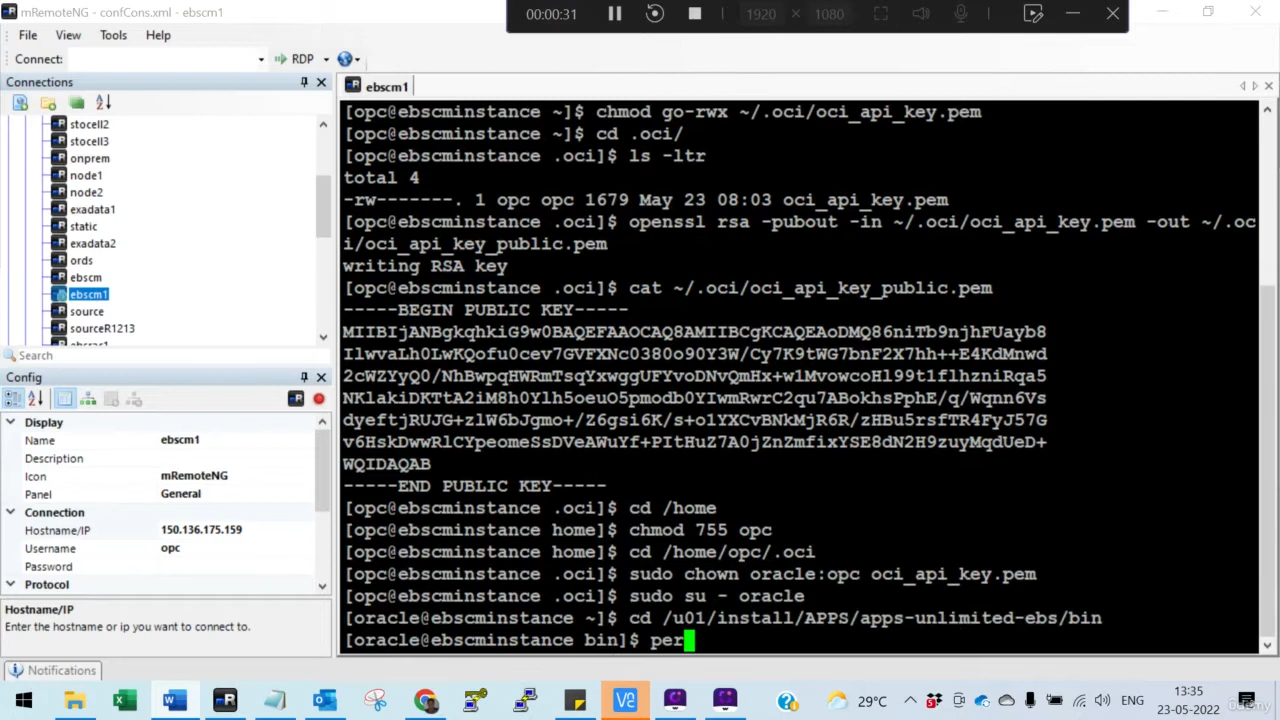 mRemoteNG - confCons.xml - ebscm1
00:00:31
1920 × 1080
File View Tools Help
Connect:
RDP
Connections
ebscm1
stocell2
stocell3
onprem
node1
node2
exadata1
static
exadata2
ords
ebscm
ebscm1
source
sourceR1213
Search
Config
Display
Name ebscm1
Description
Icon mRemoteNG
Panel General
Connection
Hostname/IP 150.136.175.159
Username opc
Password
Protocol
Hostname/IP
Enter the hostname or ip you want to connect to.
Notifications
[opc@ebscminstance ~]$ chmod go-rwx ~/.oci/oci_api_key.pem
[opc@ebscminstance ~]$ cd .oci/
[opc@ebscminstance .oci]$ ls -ltr
total 4
-rw-------. 1 opc opc 1679 May 23 08:03 oci_api_key.pem
[opc@ebscminstance .oci]$ openssl rsa -pubout -in ~/.oci/oci_api_key.pem -out ~/.oc
i/oci_api_key_public.pem
writing RSA key
[opc@ebscminstance .oci]$ cat ~/.oci/oci_api_key_public.pem
-----BEGIN PUBLIC KEY-----
MIIBIjANBgkqhkiG9w0BAQEFAAOCAQ8AMIIBCgKCAQEAoDMQ86niTb9njhFUayb8
IlwvaLh0LwKQofu0cev7GVFXNc0380o90Y3W/Cy7K9tWG7bnF2X7hh++E4KdMnwd
2cWZYyQ0/NhBwpqHWRmTsqYxwggUFYvoDNvQmHx+w1MvowcoHl99t1flhzniRqa5
NKlakiDKTtA2iM8h0Ylh5oeuO5pmodb0YIwmRwrC2qu7ABokhsPphE/q/Wqnn6Vs
dyeftjRUJG+zlW6bJgmo+/Z6gsi6K/s+olYXCvBNkMjR6R/zHBu5rsfTR4FyJ57G
v6HskDwwRlCYpeomeSsDVeAWuYf+PItHuZ7A0jZnZmfixYSE8dN2H9zuyMqdUeD+
WQIDAQAB
-----END PUBLIC KEY-----
[opc@ebscminstance .oci]$ cd /home
[opc@ebscminstance home]$ chmod 755 opc
[opc@ebscminstance home]$ cd /home/opc/.oci
[opc@ebscminstance .oci]$ sudo chown oracle:opc oci_api_key.pem
[opc@ebscminstance .oci]$ sudo su - oracle
[oracle@ebscminstance ~]$ cd /u01/install/APPS/apps-unlimited-ebs/bin
[oracle@ebscminstance bin]$ per
29°C
ENG
13:35
23-05-2022
udemy